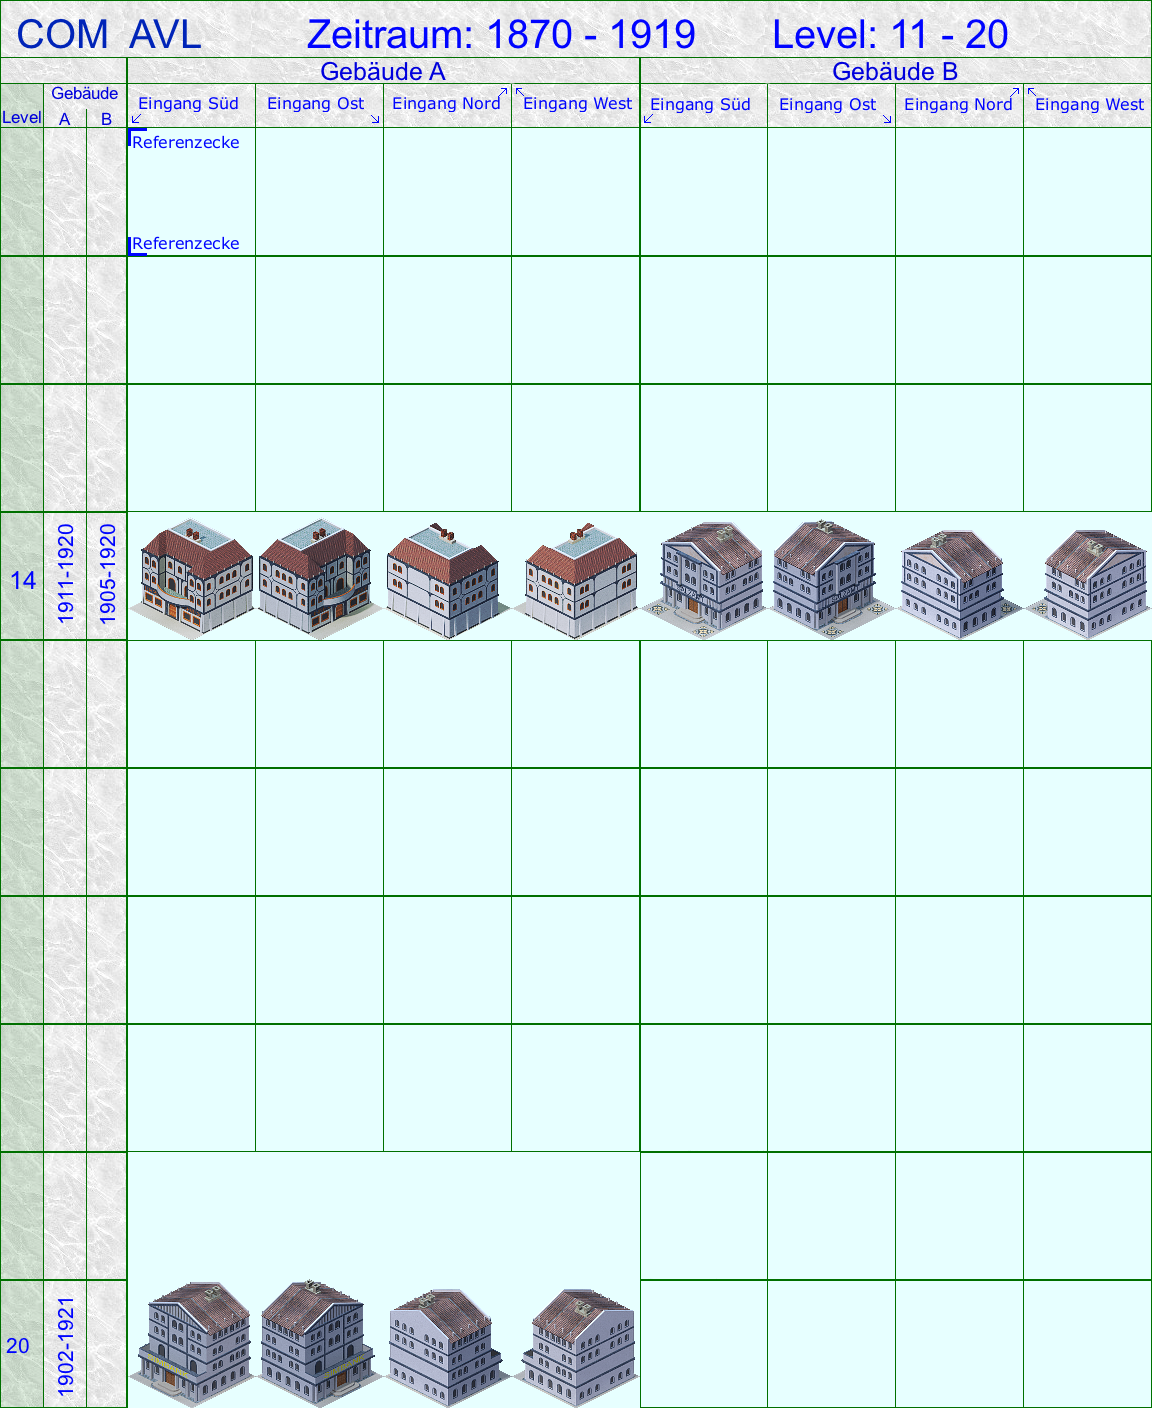 COM AVL Zeitraum: 1870 - 1919 Level: 11 - 20
Gebäude A Gebäude B
Level Gebäude A B
Eingang Süd Eingang Ost Eingang Nord Eingang West Eingang Süd Eingang Ost Eingang Nord Eingang West
Referenzecke
Referenzecke
14 1911-1920 1905-1920
20 1902-1921